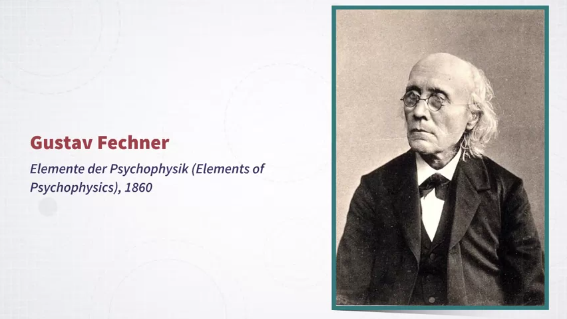 Gustav Fechner
Elemente der Psychophysik (Elements of
Psychophysics), 1860